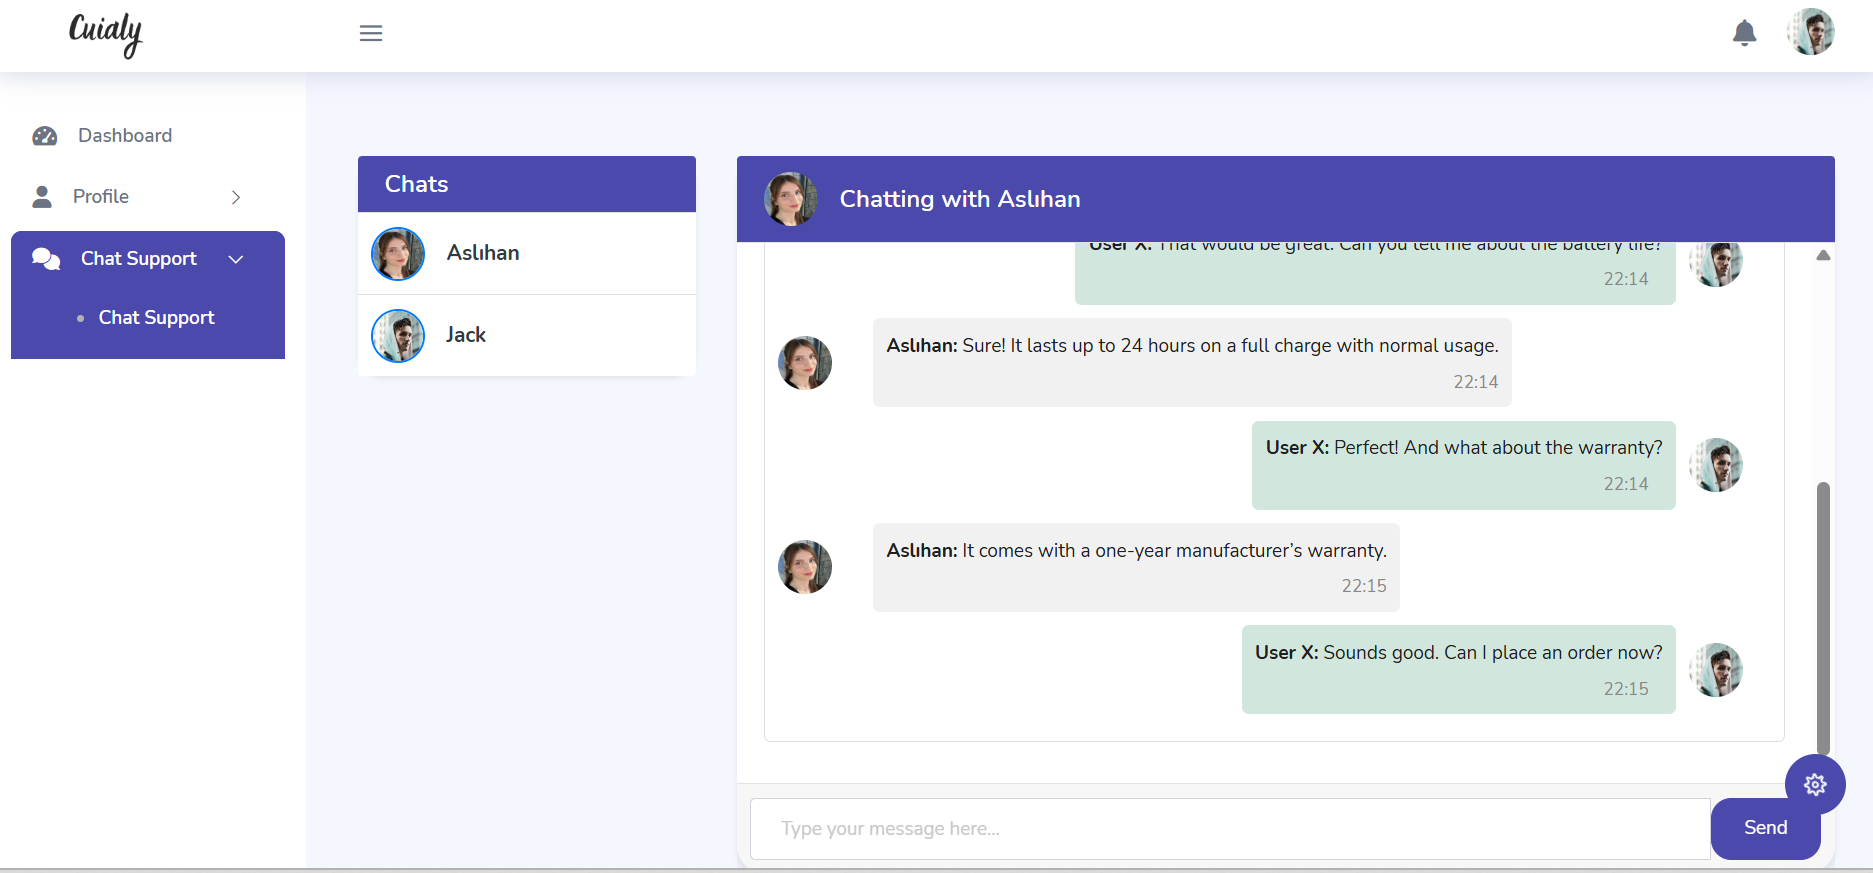 Cuialy
Dashboard
Profile
Chat Support
Chat Support
Chats
Aslıhan
Jack
Chatting with Aslıhan
User X: That would be great. Can you tell me about the battery life?
22:14
Aslıhan: Sure! It lasts up to 24 hours on a full charge with normal usage.
22:14
User X: Perfect! And what about the warranty?
22:14
Aslıhan: It comes with a one-year manufacturer’s warranty.
22:15
User X: Sounds good. Can I place an order now?
22:15
Type your message here...
Send